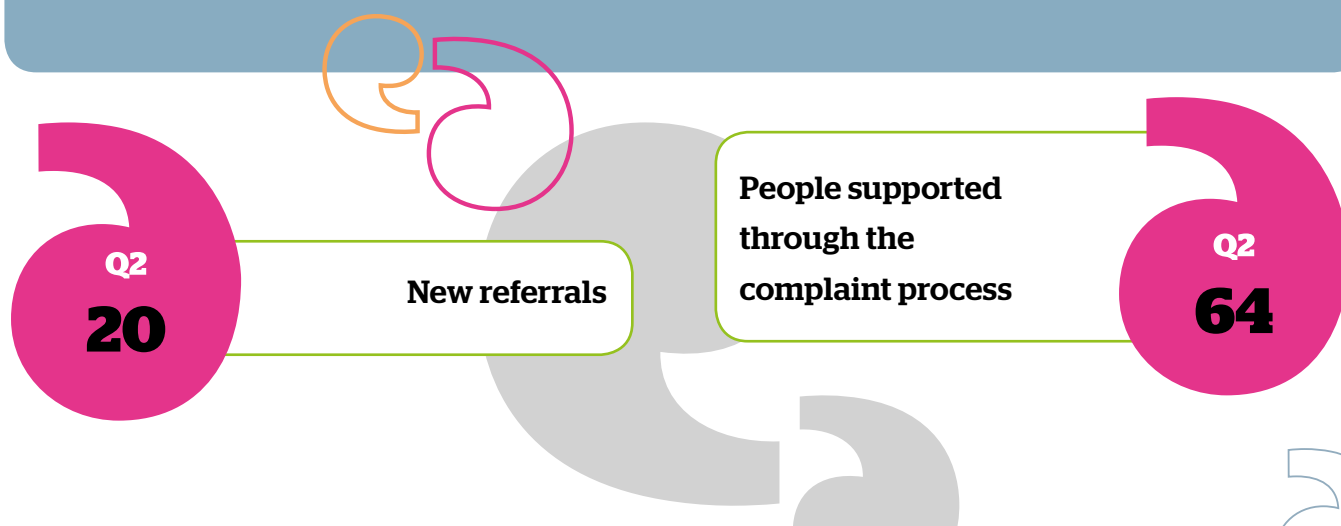 Q2
20
New referrals
People supported
through the
complaint process
Q2
64